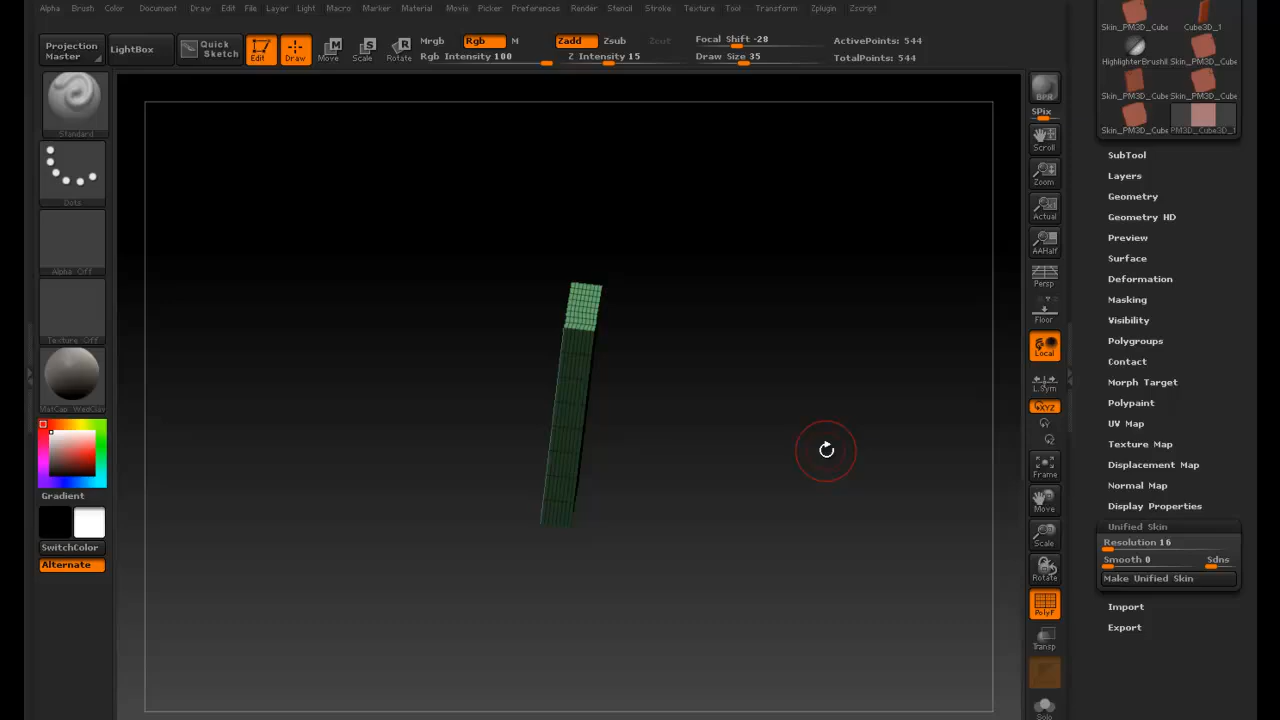 Alpha Brush Color Document Draw Edit File Layer Light Macro Marker Material Movie Picker Preferences Render Stencil Stroke Texture Tool Transform Zplugin Zscript
Projection Master
LightBox
Quick Sketch
Edit
Draw
Move
Scale
Rotate
Mrgb Rgb M
Rgb Intensity 100
Zadd Zsub Zcut
Z Intensity 15
Focal Shift -28
Draw Size 35
ActivePoints: 544
TotalPoints: 544
Standard
Dots
Alpha Off
Texture Off
Gradient
SwitchColor
Alternate
BPR
SPix
Scroll
Zoom
Actual
AAHalf
Persp
Floor
Local
L.Sym
XYZ
Frame
Move
Scale
Rotate
PolyF
Transp
Solo
Skin_PM3D_Cube Cube3D_1
Skin_PM3D_Cube
Skin_PM3D_Cube Skin_PM3D_Cube
Skin_PM3D_Cube PM3D_Cube3D_1
SubTool
Layers
Geometry
Geometry HD
Preview
Surface
Deformation
Masking
Visibility
Polygroups
Contact
Morph Target
Polypaint
UV Map
Texture Map
Displacement Map
Normal Map
Display Properties
Unified Skin
Resolution 16
Smooth 0 Sdns
Make Unified Skin
Import
Export